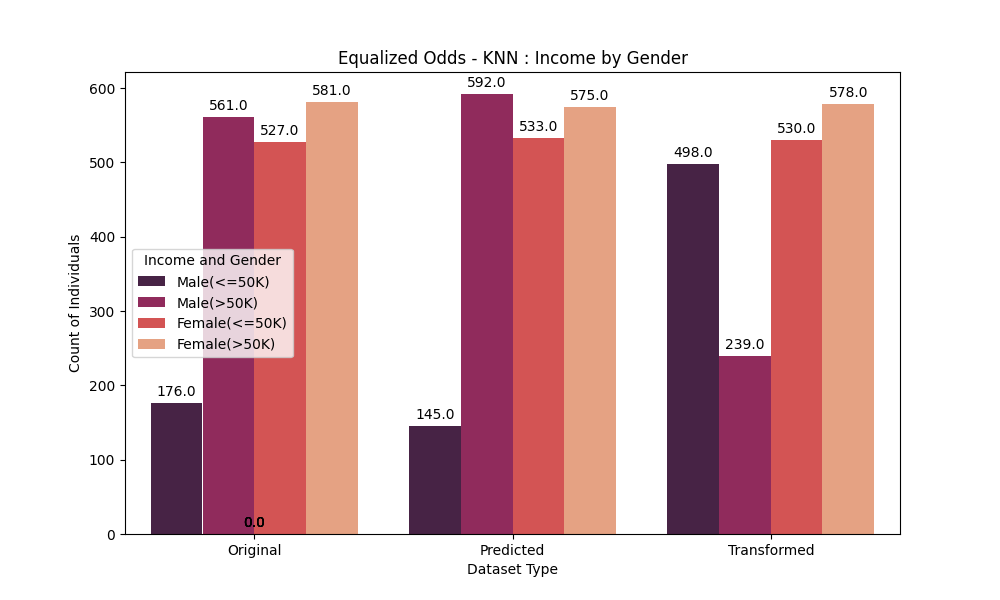 Equalized Odds - KNN : Income by Gender
Count of Individuals
600
500
400
300
200
100
0
176.0
561.0
527.0
581.0
0.0
145.0
592.0
533.0
575.0
498.0
239.0
530.0
578.0
Income and Gender
Male(<=50K)
Male(>50K)
Female(<=50K)
Female(>50K)
Original
Predicted
Transformed
Dataset Type